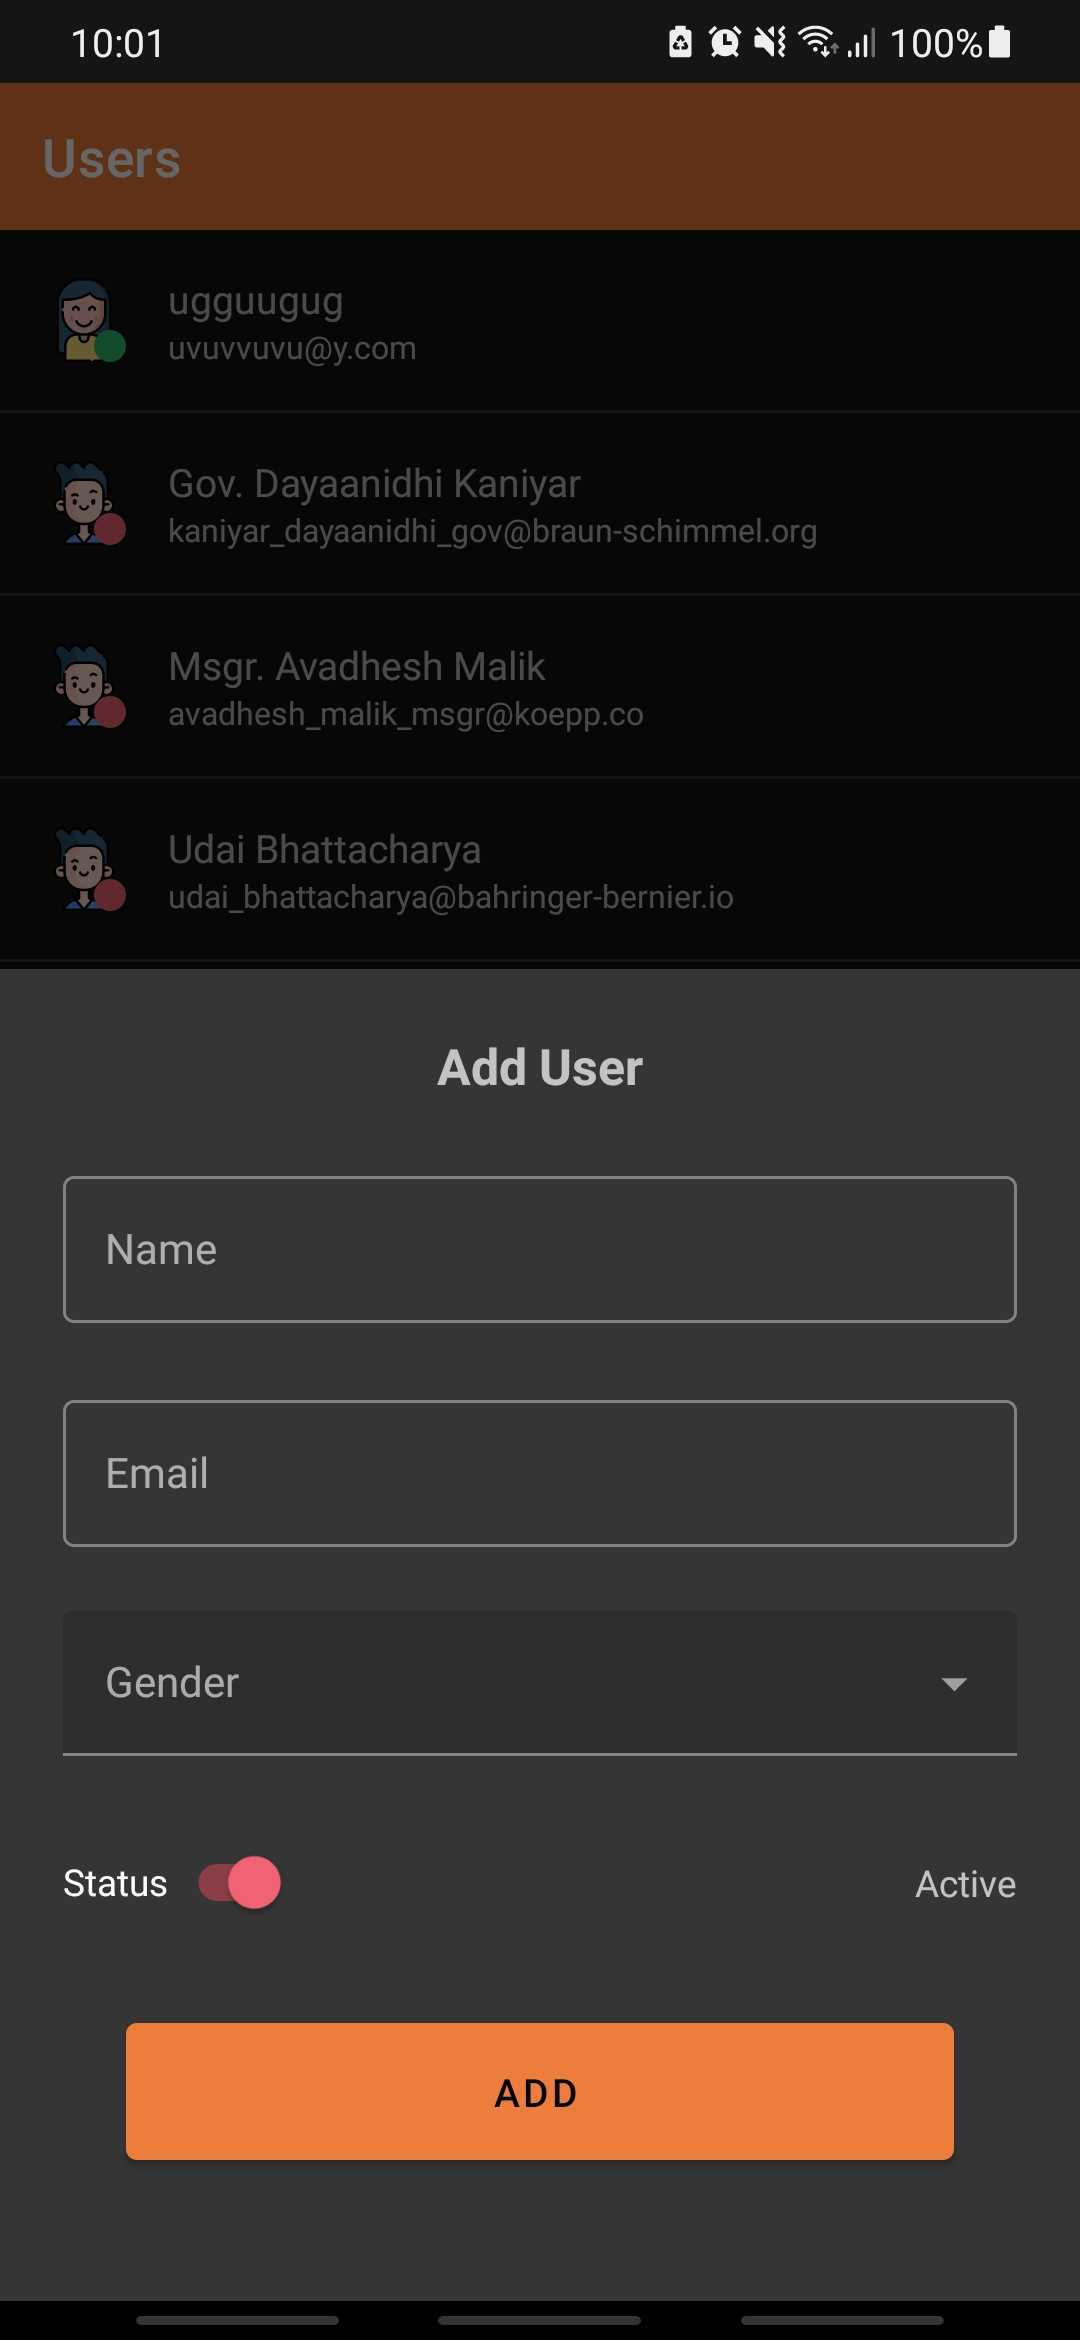 10:01
100%
Users
ugguugug
uvuvvuvu@y.com
Gov. Dayaanidhi Kaniyar
kaniyar_dayaanidhi_gov@braun-schimmel.org
Msgr. Avadhesh Malik
avadhesh_malik_msgr@koepp.co
Udai Bhattacharya
udai_bhattacharya@bahringer-bernier.io
Add User
Name
Email
Gender
Status
Active
ADD